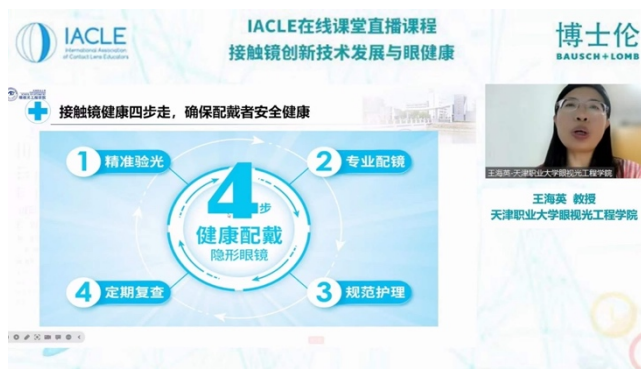 IACLE
International Association
of Contact Lens Educators
IACLE在线课堂直播课程
接触镜创新技术发展与眼健康
博士伦
BAUSCH+LOMB
接触镜健康四步走，确保配戴者安全健康
1 精准验光
2 专业配镜
4步
健康配戴
隐形眼镜
4 定期复查
3 规范护理
王海英-天津职业大学眼视光工程学院
王海英 教授
天津职业大学眼视光工程学院